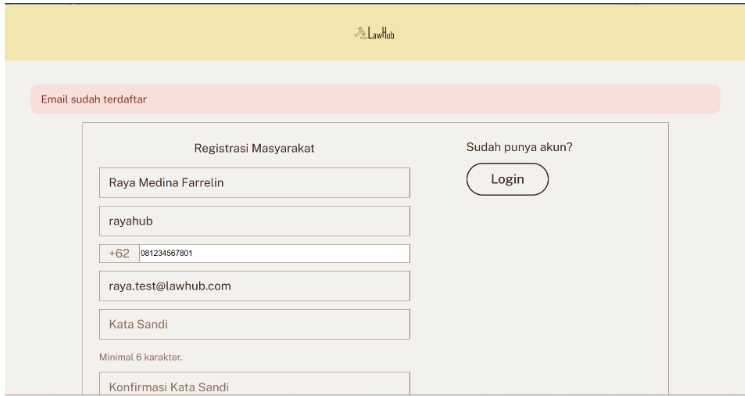 LawHub
Email sudah terdaftar
Registrasi Masyarakat
Raya Medina Farrelin
rayahub
+62 081234567801
raya.test@lawhub.com
Kata Sandi
Minimal 6 karakter.
Konfirmasi Kata Sandi
Sudah punya akun?
Login